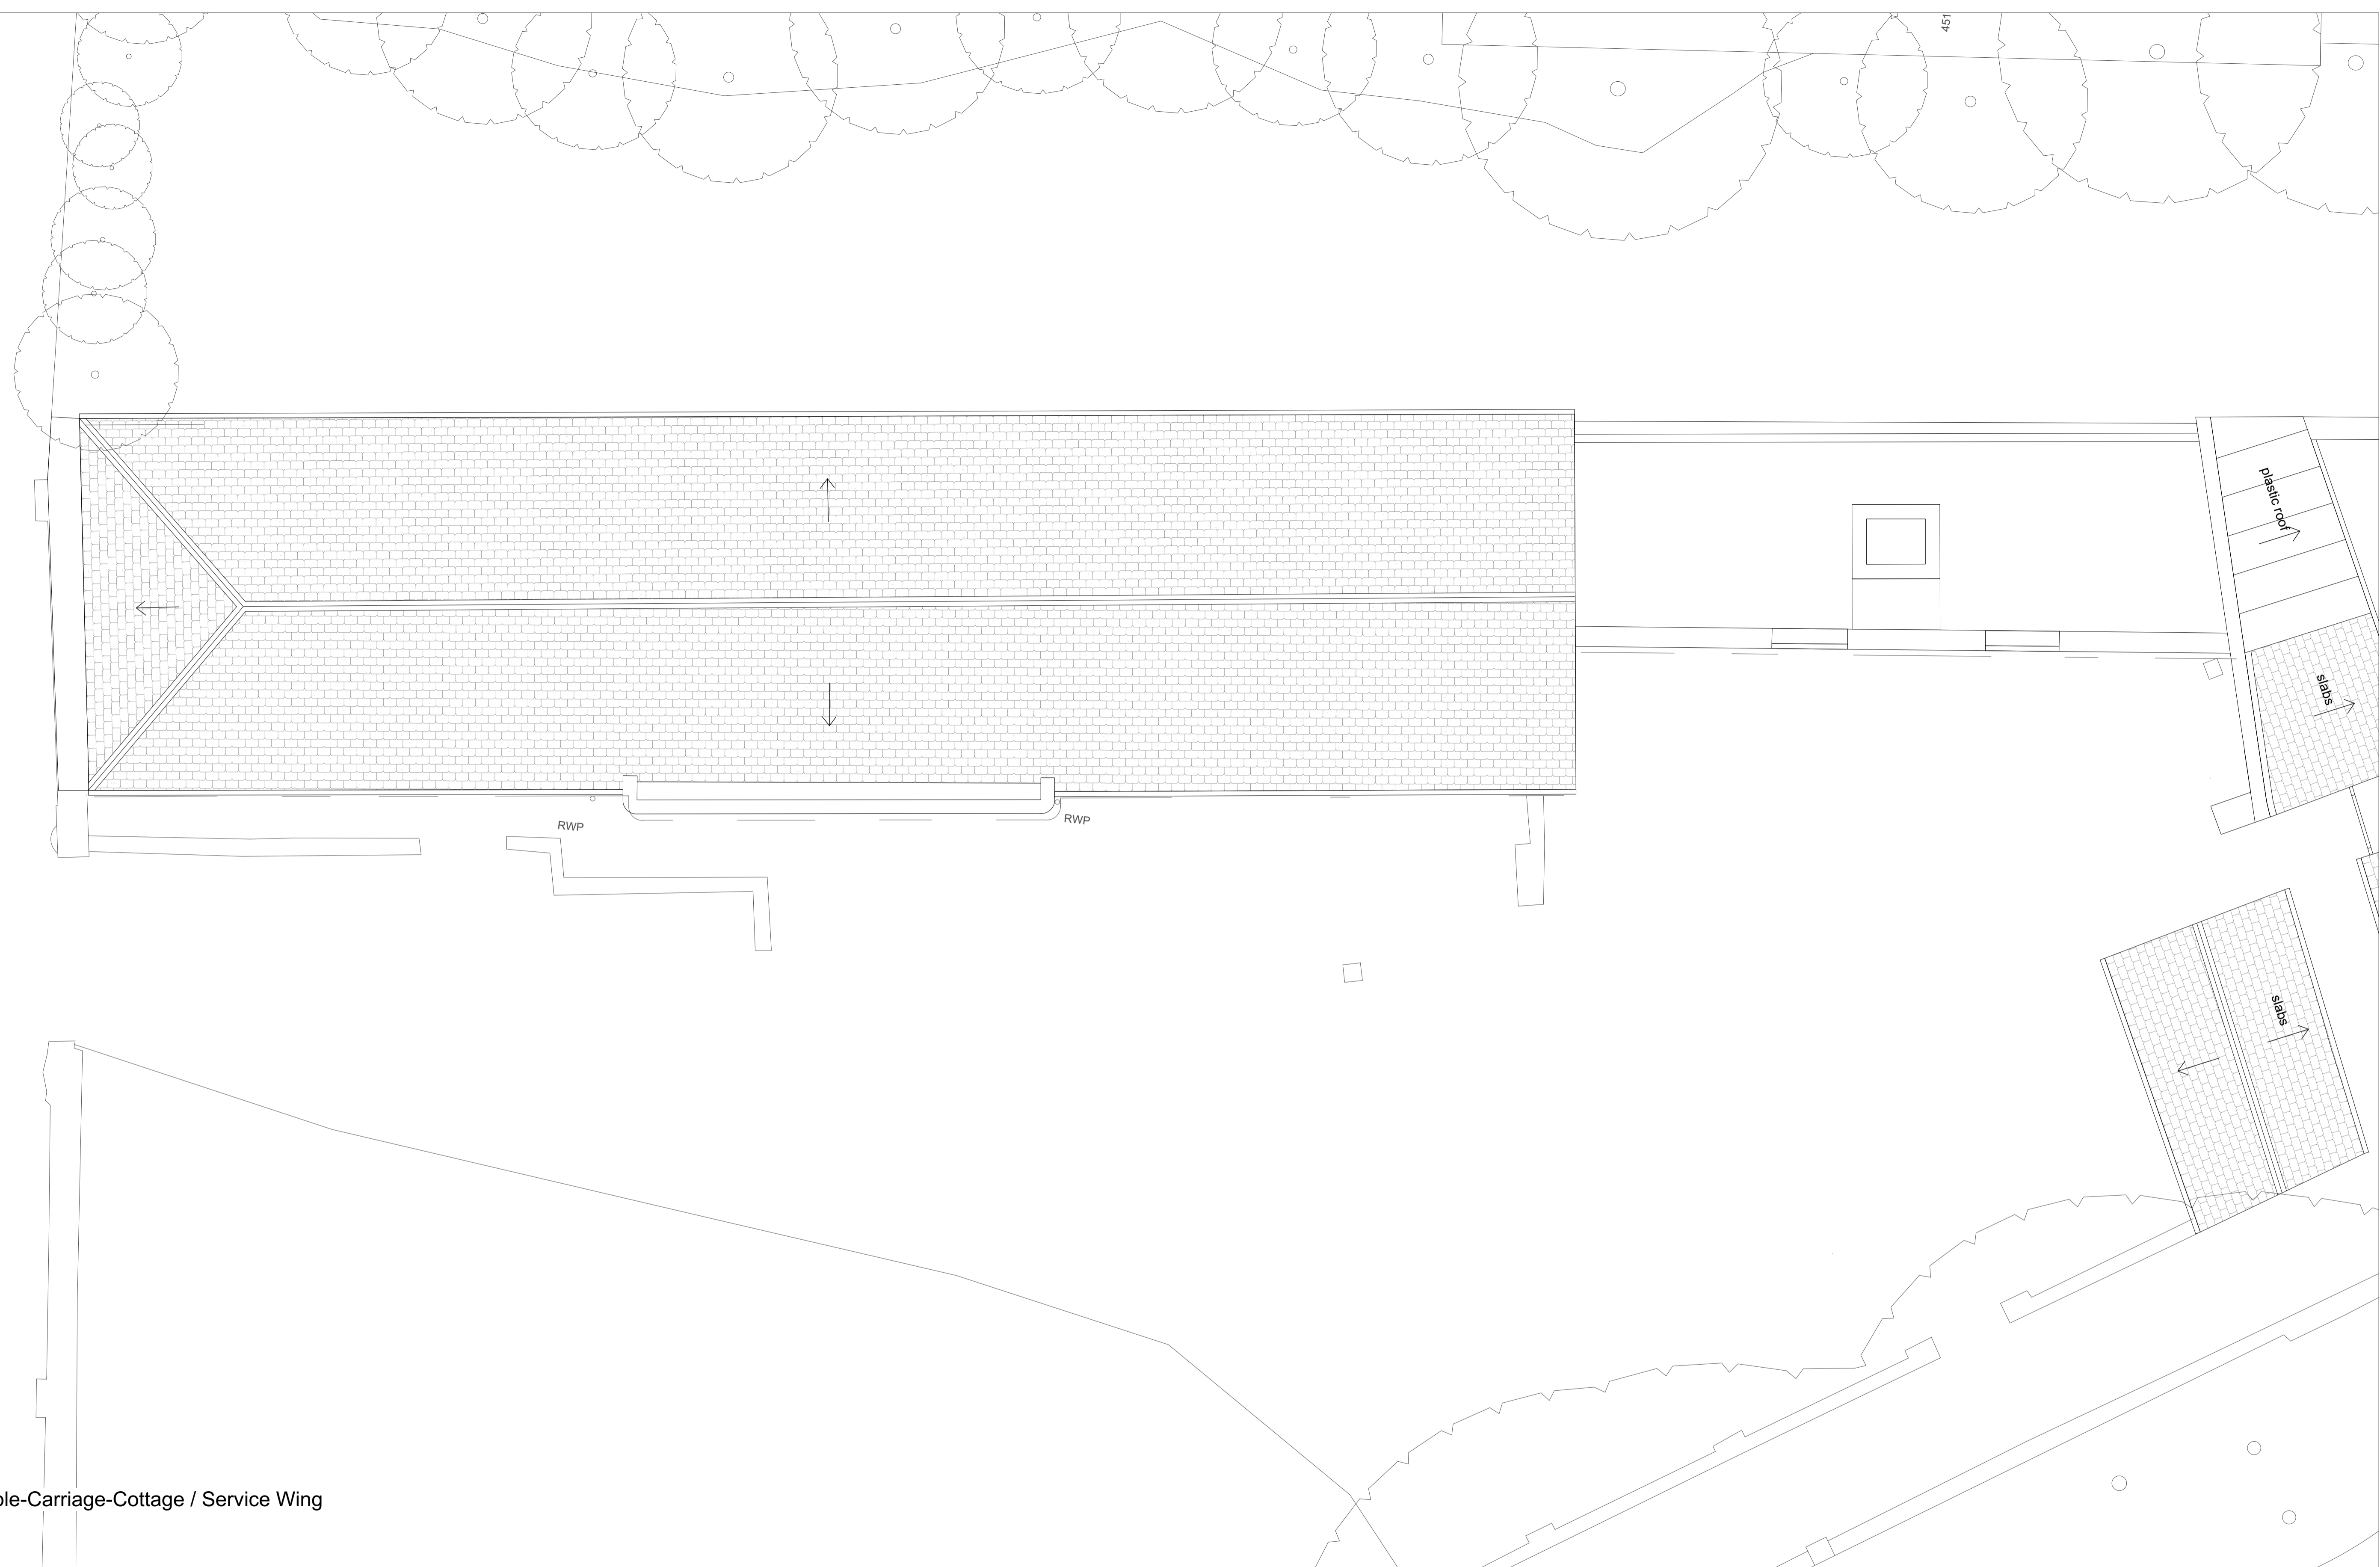 451
plastic roof
slabs
RWP
RWP
slabs
ble-Carriage-Cottage / Service Wing